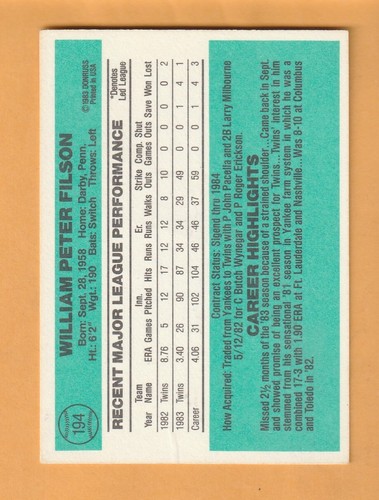 194
WILLIAM PETER FILSON
©1983 DONRUSS
Printed in USA
Born: Sept. 28, 1958 Home: Darby, Penn.
Ht.: 6'2" Wgt.: 190 Bats: Switch Throws: Left
RECENT MAJOR LEAGUE PERFORMANCE
*Denotes
Led League
Team Inn. Er. Strike Comp. Shut
Year Name ERA Games Pitched Hits Runs Runs Walks Outs Games Outs Save Won Lost
1982 Twins 8.76 5 12 17 12 12 8 10 0 0 0 0 2
1983 Twins 3.40 26 90 87 34 34 29 49 0 0 1 4 1
Career 4.06 31 102 104 46 46 37 59 0 0 1 4 3
Contract Status: Signed thru 1984
How Acquired: Traded from Yankees to Twins with P John Pacella and 2B Larry Milbourne
5/12/82 for C Butch Wynegar and P Roger Erickson.
CAREER HIGHLIGHTS
Missed 2½ months of the 83 season because of a strained shoulder...Came back in Sept.
and showed promise of being an excellent prospect for Twins...Twins' interest in him
stemmed from his sensational '81 season in Yankee farm system in which he was a
combined 17-3 with 1.90 ERA at Ft. Lauderdale and Nashville...Was 8-10 at Columbus
and Toledo in '82.